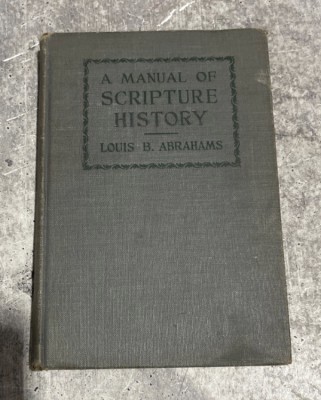 A MANUAL OF
SCRIPTURE
HISTORY
LOUIS B. ABRAHAMS